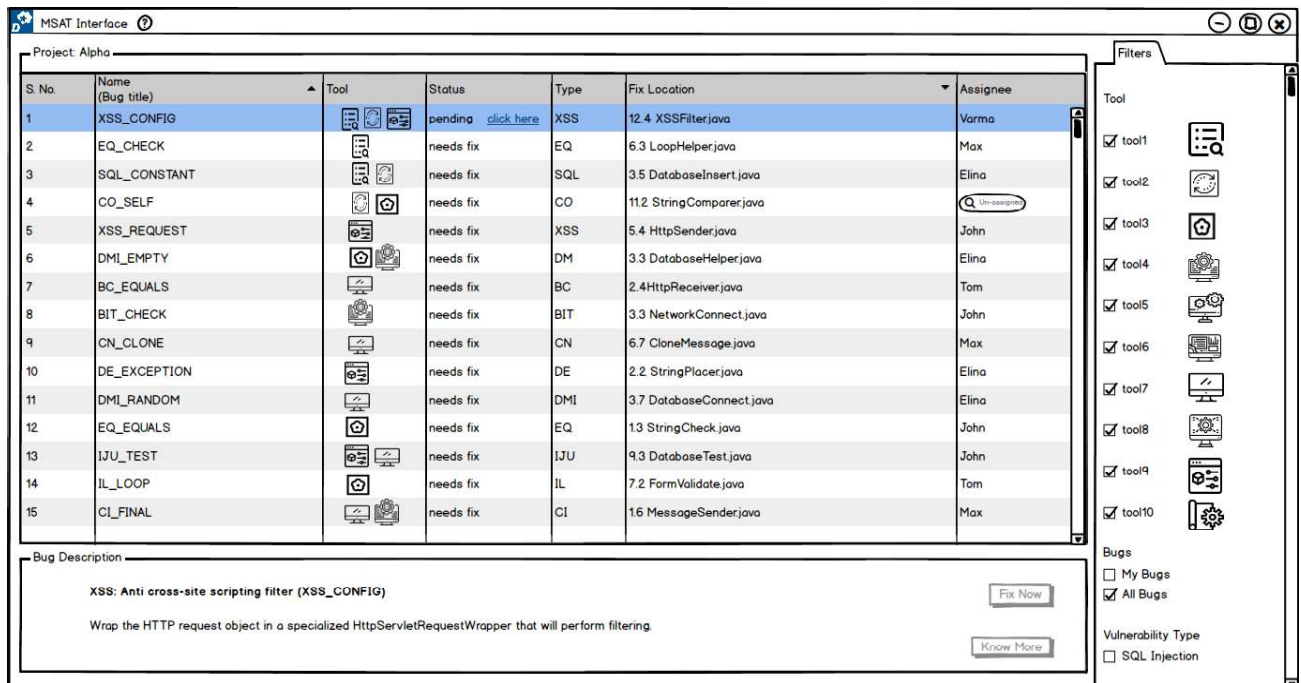 MSAT Interface ?
Project: Alpha
Filters
S. No. Name (Bug title) Tool Status Type Fix Location Assignee
1 XSS_CONFIG pending click here XSS 12.4 XSSFilter.java Varma
2 EQ_CHECK needs fix EQ 6.3 LoopHelper.java Max
3 SQL_CONSTANT needs fix SQL 3.5 DatabaseInsert.java Elina
4 CO_SELF needs fix CO 11.2 StringComparer.java Un-assigned
5 XSS_REQUEST needs fix XSS 5.4 HttpSender.java John
6 DMI_EMPTY needs fix DM 3.3 DatabaseHelper.java Elina
7 BC_EQUALS needs fix BC 2.4HttpReceiver.java Tom
8 BIT_CHECK needs fix BIT 3.3 NetworkConnect.java John
9 CN_CLONE needs fix CN 6.7 CloneMessage.java Max
10 DE_EXCEPTION needs fix DE 2.2 StringPlacer.java Elina
11 DMI_RANDOM needs fix DMI 3.7 DatabaseConnect.java Elina
12 EQ_EQUALS needs fix EQ 1.3 StringCheck.java John
13 IJU_TEST needs fix IJU 9.3 DatabaseTest.java John
14 IL_LOOP needs fix IL 7.2 FormValidate.java Tom
15 CI_FINAL needs fix CI 1.6 MessageSender.java Max
Bug Description
XSS: Anti cross-site scripting filter (XSS_CONFIG)
Fix Now
Wrap the HTTP request object in a specialized HttpServletRequestWrapper that will perform filtering.
Know More
Tool
tool1
tool2
tool3
tool4
tool5
tool6
tool7
tool8
tool9
tool10
Bugs
My Bugs
All Bugs
Vulnerability Type
SQL Injection